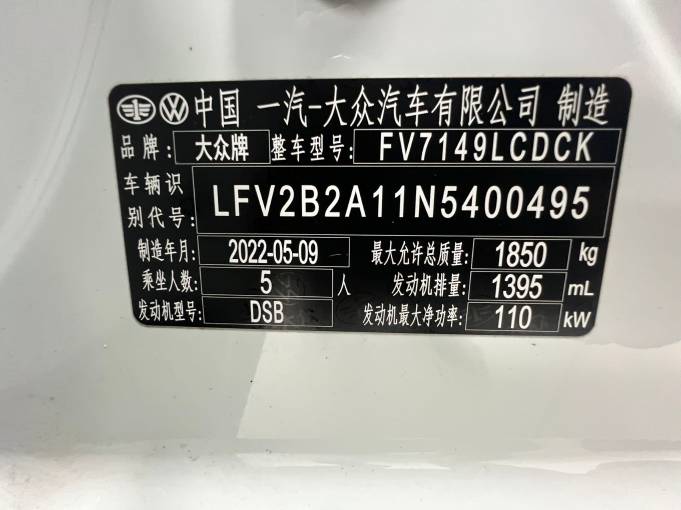 中国 一汽-大众汽车有限公司 制造
品牌: 大众牌 整车型号: FV7149LCDCK
车辆识别代号: LFV2B2A11N5400495
制造年月: 2022-05-09 最大允许总质量: 1850 kg
乘坐人数: 5 人 发动机排量: 1395 mL
发动机型号: DSB 发动机最大净功率: 110 kW